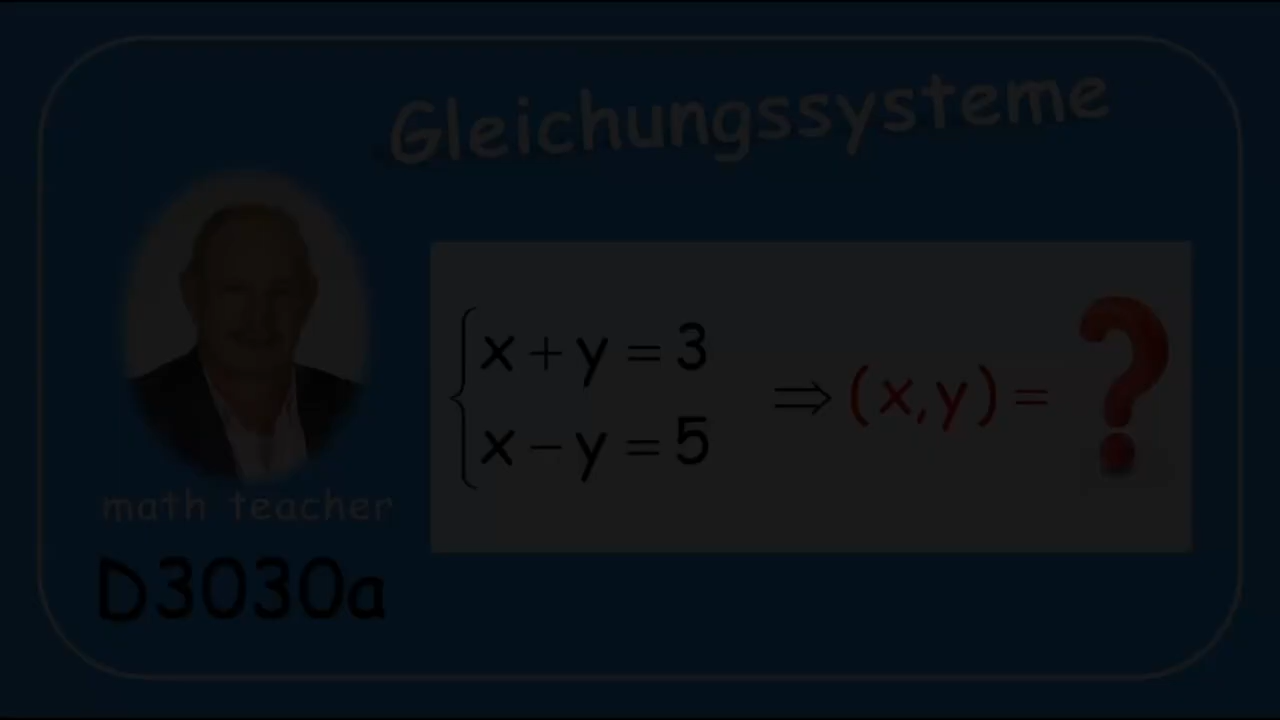 Gleichungssysteme
x + y = 3
x − y = 5
⇒ (x,y) = ?
math teacher
D3030a